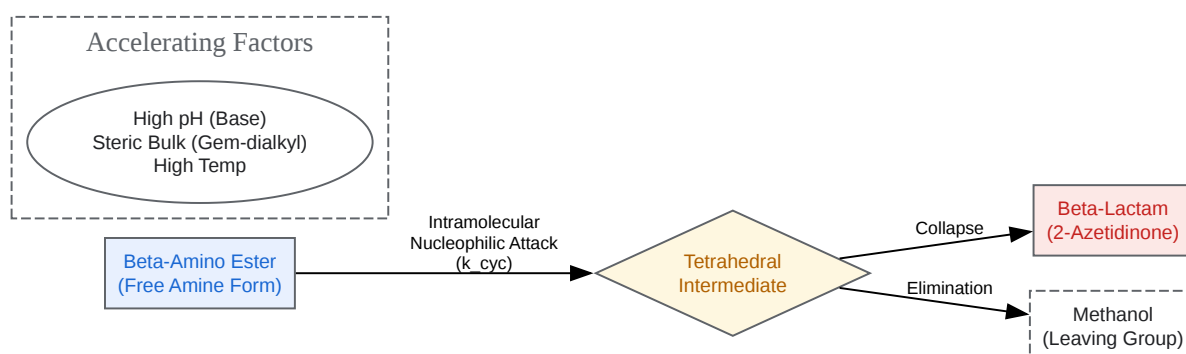 Accelerating Factors
High pH (Base)
Steric Bulk (Gem-dialkyl)
High Temp
Beta-Amino Ester
(Free Amine Form)
Intramolecular
Nucleophilic Attack
(k_cyc)
Tetrahedral
Intermediate
Collapse
Elimination
Beta-Lactam
(2-Azetidinone)
Methanol
(Leaving Group)